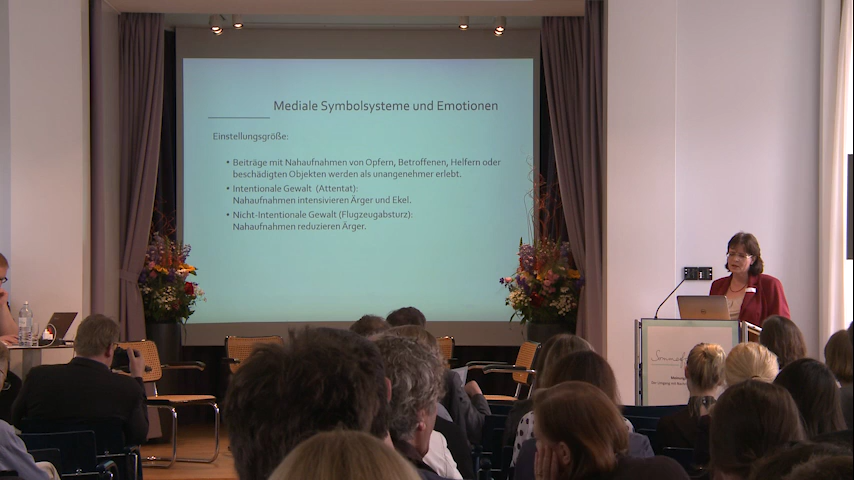 Mediale Symbolsysteme und Emotionen
Einstellungsgröße:
• Beiträge mit Nahaufnahmen von Opfern, Betroffenen, Helfern oder
beschädigten Objekten werden als unangenehmer erlebt.
• Intentionale Gewalt (Attentat):
Nahaufnahmen intensivieren Ärger und Ekel.
• Nicht-Intentionale Gewalt (Flugzeugabsturz):
Nahaufnahmen reduzieren Ärger.